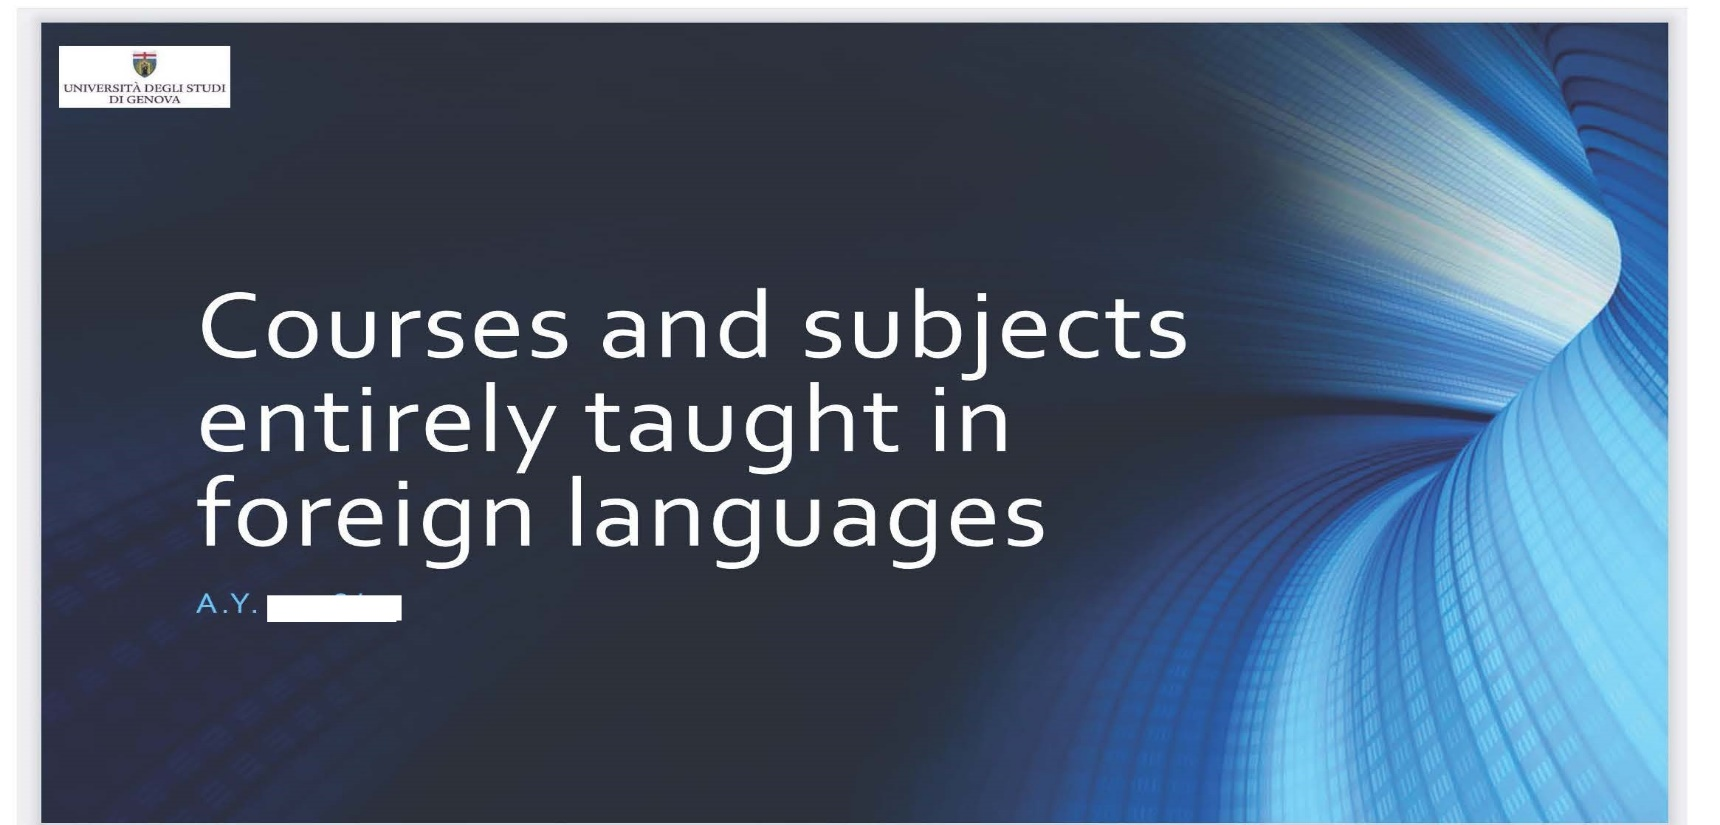 UNIVERSITÀ DEGLI STUDI
DI GENOVA
Courses and subjects
entirely taught in
foreign languages
A.Y.